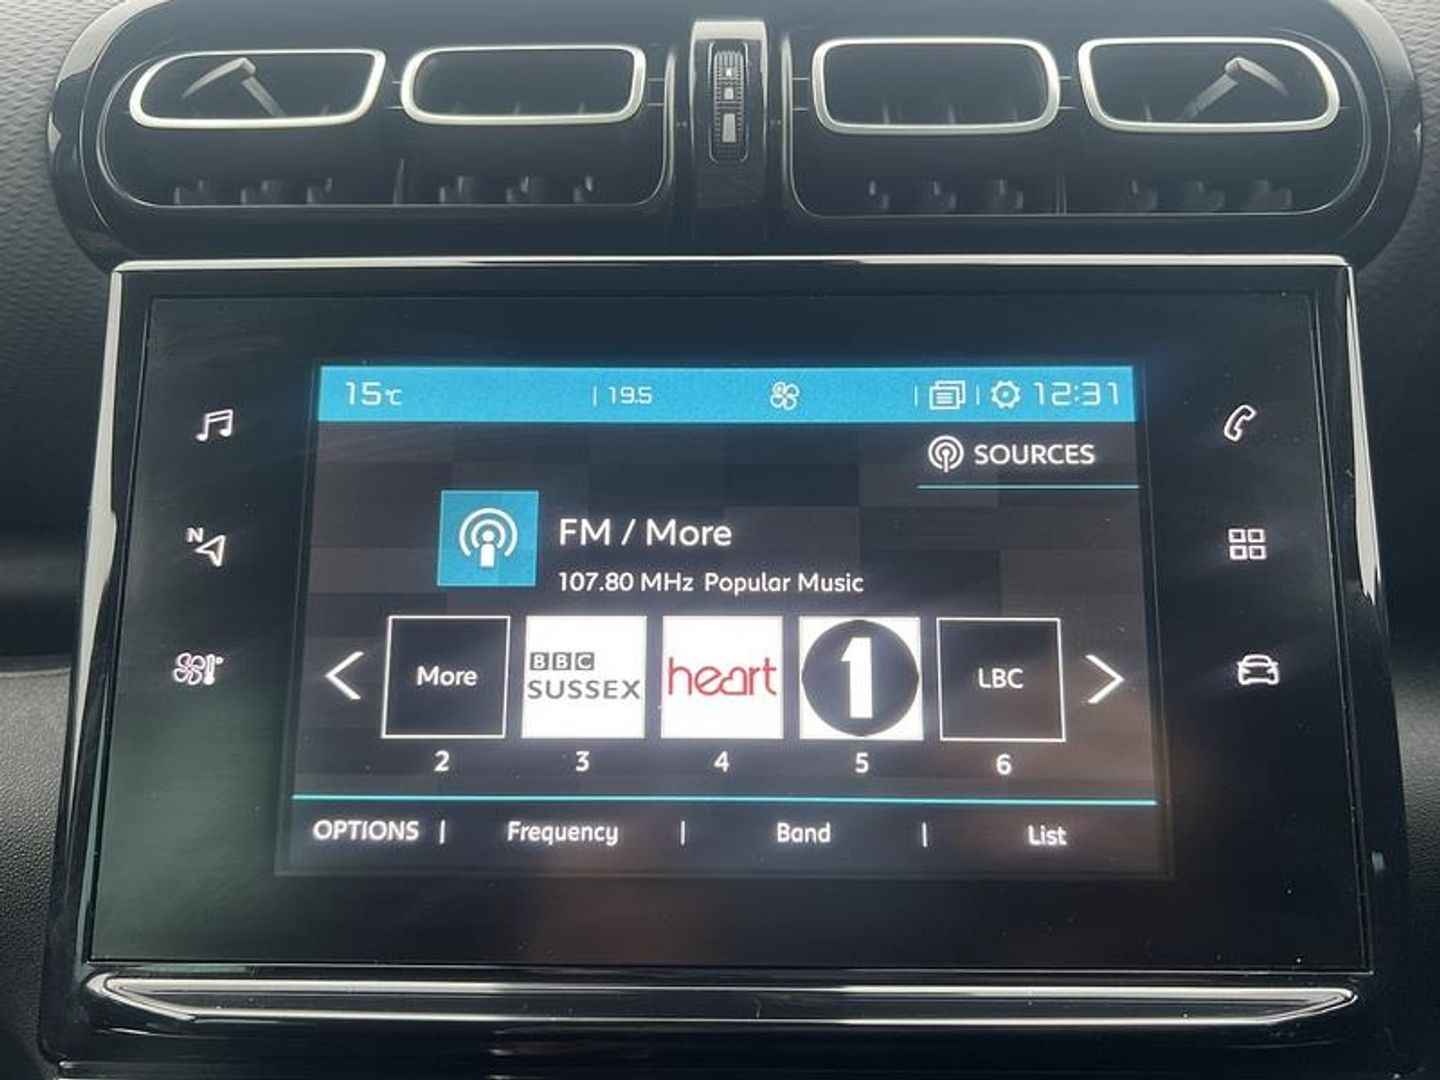 15°C | 19.5 | | 12:31
SOURCES
FM / More
107.80 MHz Popular Music
N
More
BBC
SUSSEX
heart
1
LBC
2 3 4 5 6
OPTIONS | Frequency | Band | List